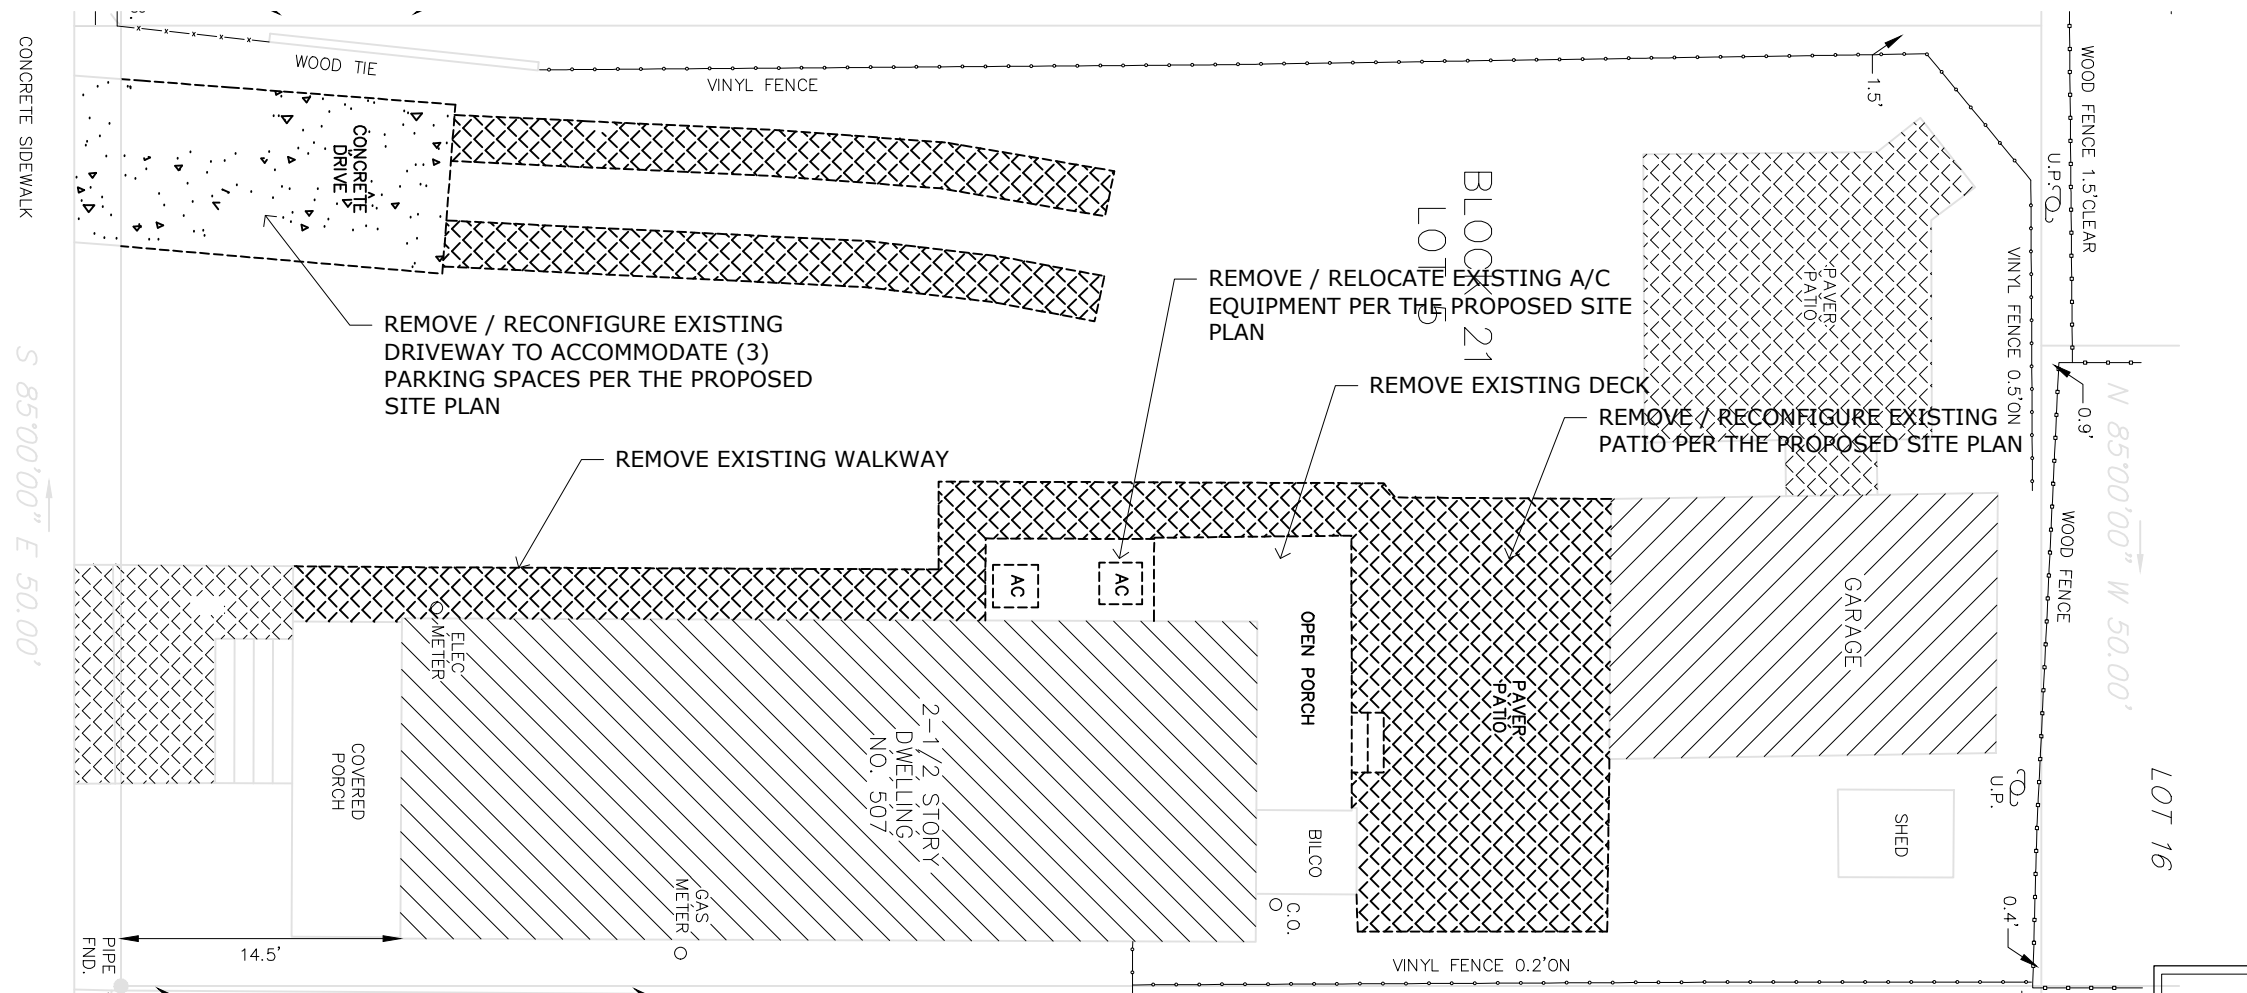 CONCRETE SIDEWALK
S 85°00'00" E 50.00'
WOOD TIE
VINYL FENCE
1.5'
WOOD FENCE 1.5'CLEAR
U.P.
VINYL FENCE 0.5'ON
CONCRETE
DRIVE
BLOCK 21
LOT 5
PAVER
PATIO
REMOVE / RECONFIGURE EXISTING
DRIVEWAY TO ACCOMMODATE (3)
PARKING SPACES PER THE PROPOSED
SITE PLAN
REMOVE / RELOCATE EXISTING A/C
EQUIPMENT PER THE PROPOSED SITE
PLAN
REMOVE EXISTING DECK
REMOVE / RECONFIGURE EXISTING
PATIO PER THE PROPOSED SITE PLAN
REMOVE EXISTING WALKWAY
0.9'
N 85°00'00" W 50.00'
WOOD FENCE
AC
AC
OPEN PORCH
GARAGE
ELEC
METER
PAVER
PATIO
COVERED
PORCH
2-1/2 STORY
DWELLING
NO. 507
U.P.
LOT 16
SHED
BILCO
GAS
METER
C.O.
0.4'
PIPE
FND.
14.5'
VINYL FENCE 0.2'ON